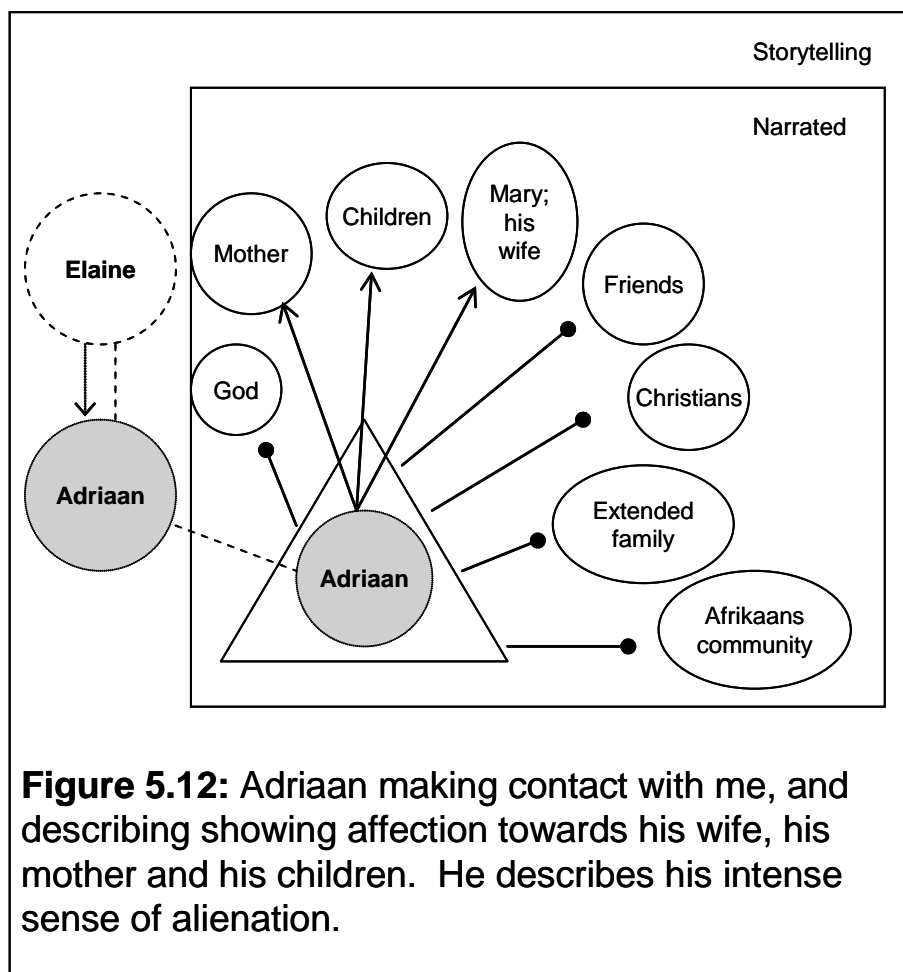 Storytelling
Narrated
Mary;
his
wife
Children
Mother
Elaine
Friends
God
Christians
Adriaan
Extended
family
Adriaan
Afrikaans
community
Figure 5.12: Adriaan making contact with me, and
describing showing affection towards his wife, his
mother and his children.  He describes his intense
sense of alienation.